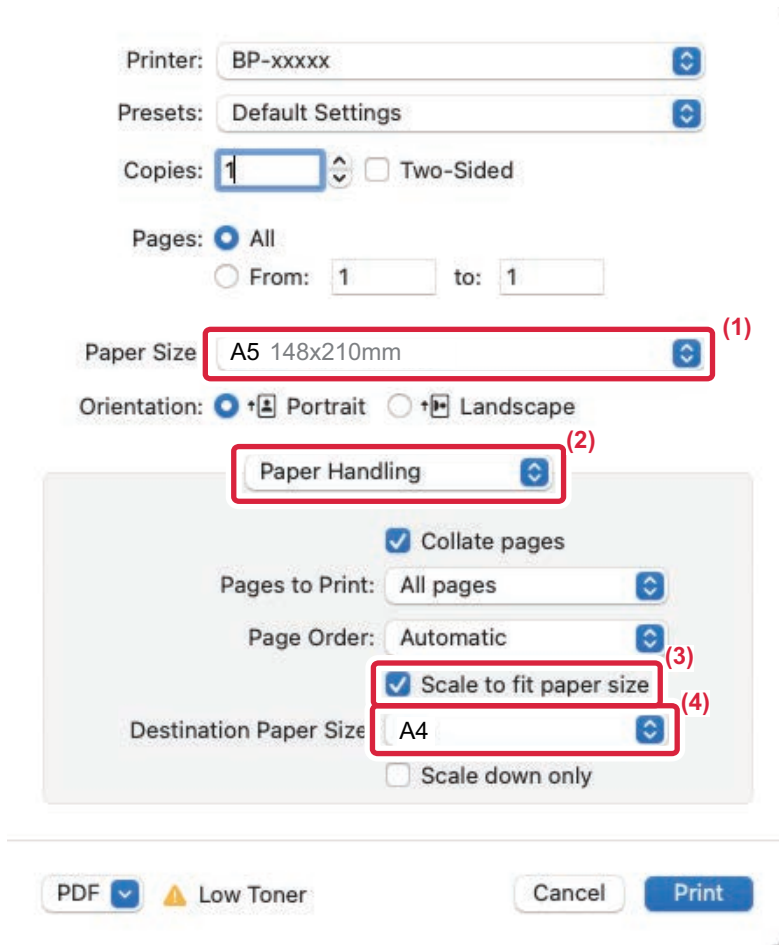 Printer: BP-xxxxx
Presets: Default Settings
Copies: 1 Two-Sided
Pages: All
From: 1 to: 1
(1)
Paper Size A5 148x210mm
Orientation: Portrait Landscape
(2)
Paper Handling
Collate pages
Pages to Print: All pages
Page Order: Automatic
(3)
Scale to fit paper size
(4)
Destination Paper Size A4
Scale down only
PDF Low Toner Cancel Print